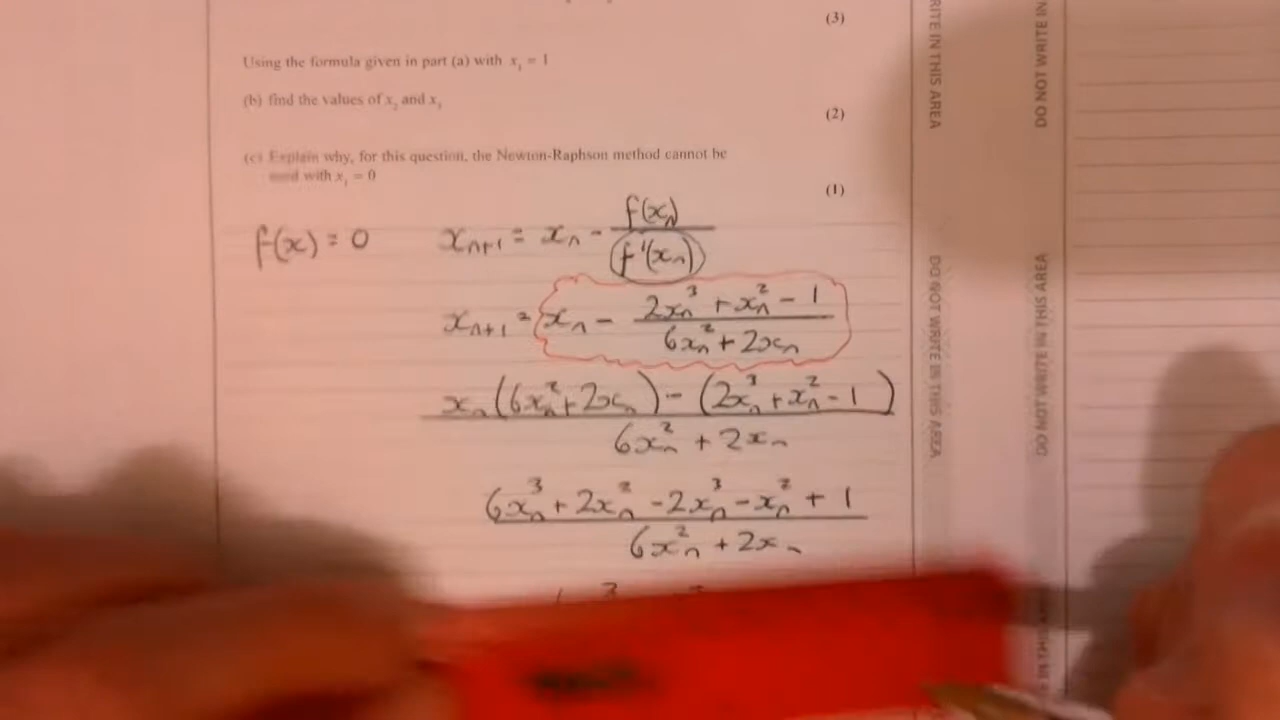 (3)
Using the formula given in part (a) with x₁ = 1
(b) find the values of x₂ and x₃
(2)
(c) Explain why, for this question, the Newton-Raphson method cannot be
used with x₁ = 0
(1)
f(x) = 0
xₙ₊₁ = xₙ - f(xₙ) / f'(xₙ)
xₙ₊₁ = xₙ - (2xₙ³ + xₙ² - 1) / (6xₙ² + 2xₙ)
xₙ(6xₙ² + 2xₙ) - (2xₙ³ + xₙ² - 1)
6xₙ² + 2xₙ
6xₙ³ + 2xₙ² - 2xₙ³ - xₙ² + 1
6xₙ² + 2xₙ
RITE IN THIS AREA
DO NOT WRITE IN THIS AREA
DO NOT WRITE IN
DO NOT WRITE IN THIS AREA